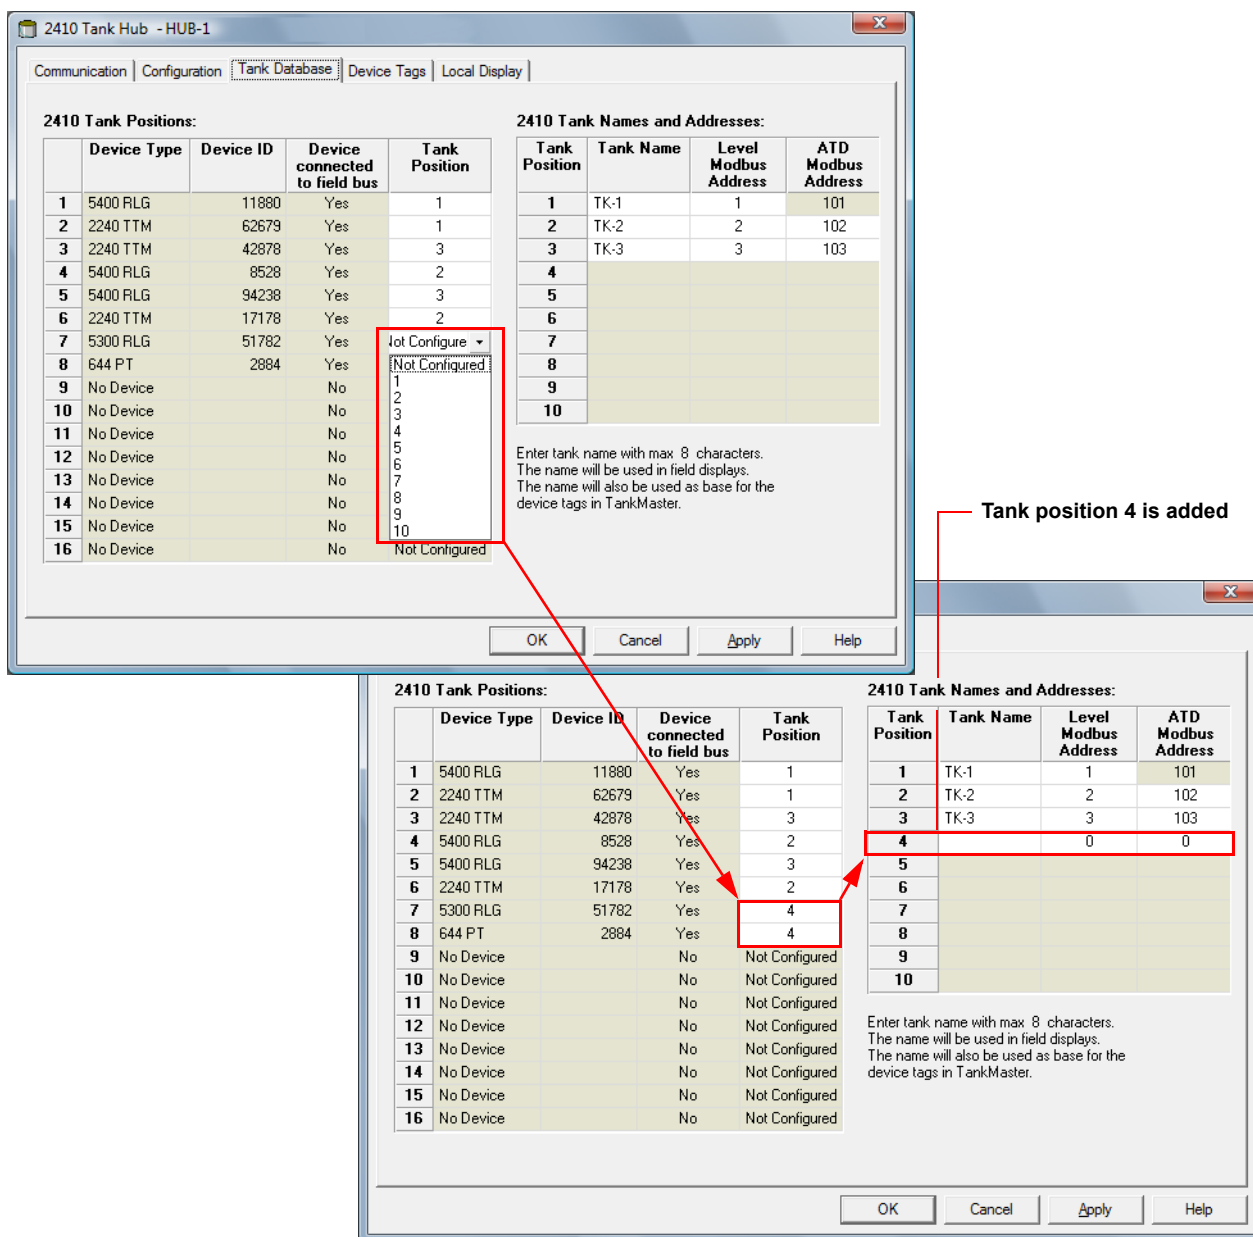 2410 Tank Hub - HUB-1
Communication Configuration Tank Database Device Tags Local Display
2410 Tank Positions:
Device Type Device ID Device connected to field bus Tank Position
1 5400 RLG 11880 Yes 1
2 2240 TTM 62679 Yes 1
3 2240 TTM 42878 Yes 3
4 5400 RLG 8528 Yes 2
5 5400 RLG 94238 Yes 3
6 2240 TTM 17178 Yes 2
7 5300 RLG 51782 Yes Not Configure
8 644 PT 2884 Yes
9 No Device No
10 No Device No
11 No Device No
12 No Device No
13 No Device No
14 No Device No
15 No Device No
16 No Device No Not Configured
Not Configured
1
2
3
4
5
6
7
8
9
10
2410 Tank Names and Addresses:
Tank Position Tank Name Level Modbus Address ATD Modbus Address
1 TK-1 1 101
2 TK-2 2 102
3 TK-3 3 103
4
5
6
7
8
9
10
Enter tank name with max 8 characters.
The name will be used in field displays.
The name will also be used as base for the
device tags in TankMaster.
OK Cancel Apply Help
Tank position 4 is added
2410 Tank Positions:
Device Type Device ID Device connected to field bus Tank Position
1 5400 RLG 11880 Yes 1
2 2240 TTM 62679 Yes 1
3 2240 TTM 42878 Yes 3
4 5400 RLG 8528 Yes 2
5 5400 RLG 94238 Yes 3
6 2240 TTM 17178 Yes 2
7 5300 RLG 51782 Yes 4
8 644 PT 2884 Yes 4
9 No Device No Not Configured
10 No Device No Not Configured
11 No Device No Not Configured
12 No Device No Not Configured
13 No Device No Not Configured
14 No Device No Not Configured
15 No Device No Not Configured
16 No Device No Not Configured
2410 Tank Names and Addresses:
Tank Position Tank Name Level Modbus Address ATD Modbus Address
1 TK-1 1 101
2 TK-2 2 102
3 TK-3 3 103
4 0 0
5
6
7
8
9
10
Enter tank name with max 8 characters.
The name will be used in field displays.
The name will also be used as base for the
device tags in TankMaster.
OK Cancel Apply Help